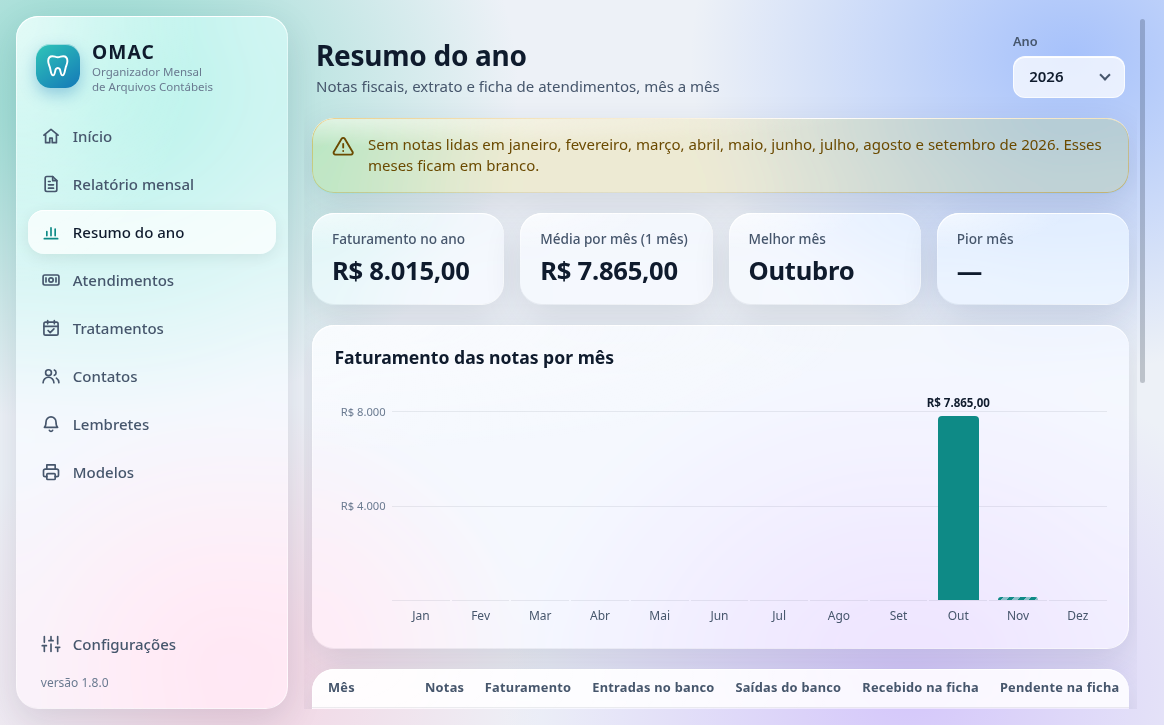 OMAC
Organizador Mensal
de Arquivos Contábeis
Início
Relatório mensal
Resumo do ano
Atendimentos
Tratamentos
Contatos
Lembretes
Modelos
Configurações
versão 1.8.0
Resumo do ano
Notas fiscais, extrato e ficha de atendimentos, mês a mês
Ano
2026
Sem notas lidas em janeiro, fevereiro, março, abril, maio, junho, julho, agosto e setembro de 2026. Esses
meses ficam em branco.
Faturamento no ano
R$ 8.015,00
Média por mês (1 mês)
R$ 7.865,00
Melhor mês
Outubro
Pior mês
—
Faturamento das notas por mês
R$ 7.865,00
R$ 8.000
R$ 4.000
Jan Fev Mar Abr Mai Jun Jul Ago Set Out Nov Dez
Mês Notas Faturamento Entradas no banco Saídas do banco Recebido na ficha Pendente na ficha